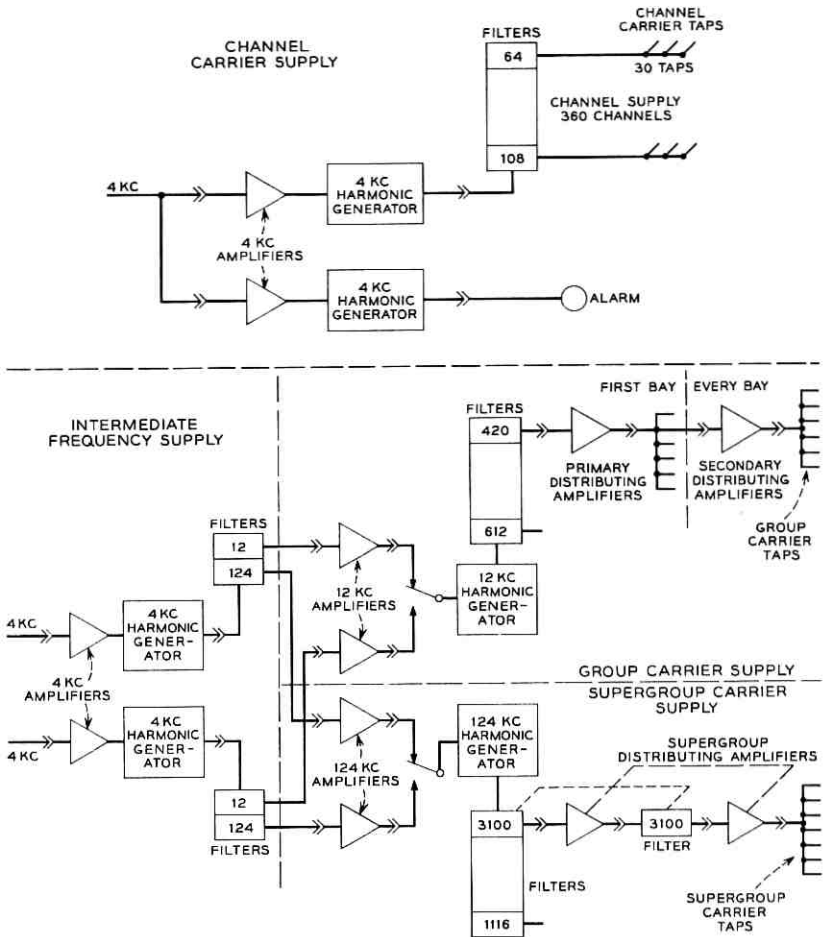 CHANNEL
CARRIER SUPPLY
FILTERS
64
108
CHANNEL
CARRIER TAPS
30 TAPS
CHANNEL SUPPLY
360 CHANNELS
4 KC
4 KC
AMPLIFIERS
4 KC
HARMONIC
GENERATOR
4 KC
HARMONIC
GENERATOR
ALARM
INTERMEDIATE
FREQUENCY SUPPLY
FILTERS
12
124
4KC
4 KC
HARMONIC
GENER-
ATOR
4 KC
AMPLIFIERS
4KC
4 KC
HARMONIC
GENER-
ATOR
12
124
FILTERS
FIRST BAY
EVERY BAY
FILTERS
420
612
PRIMARY
DISTRIBUTING
AMPLIFIERS
SECONDARY
DISTRIBUTING
AMPLIFIERS
GROUP
CARRIER
TAPS
12 KC
AMPLIFIERS
12 KC
HARMONIC
GENER-
ATOR
GROUP CARRIER SUPPLY
SUPERGROUP CARRIER
SUPPLY
124 KC
AMPLIFIERS
124 KC
HARMONIC
GENER-
ATOR
SUPERGROUP
DISTRIBUTING AMPLIFIERS
3100
3100
FILTER
FILTERS
1116
SUPERGROUP
CARRIER
TAPS